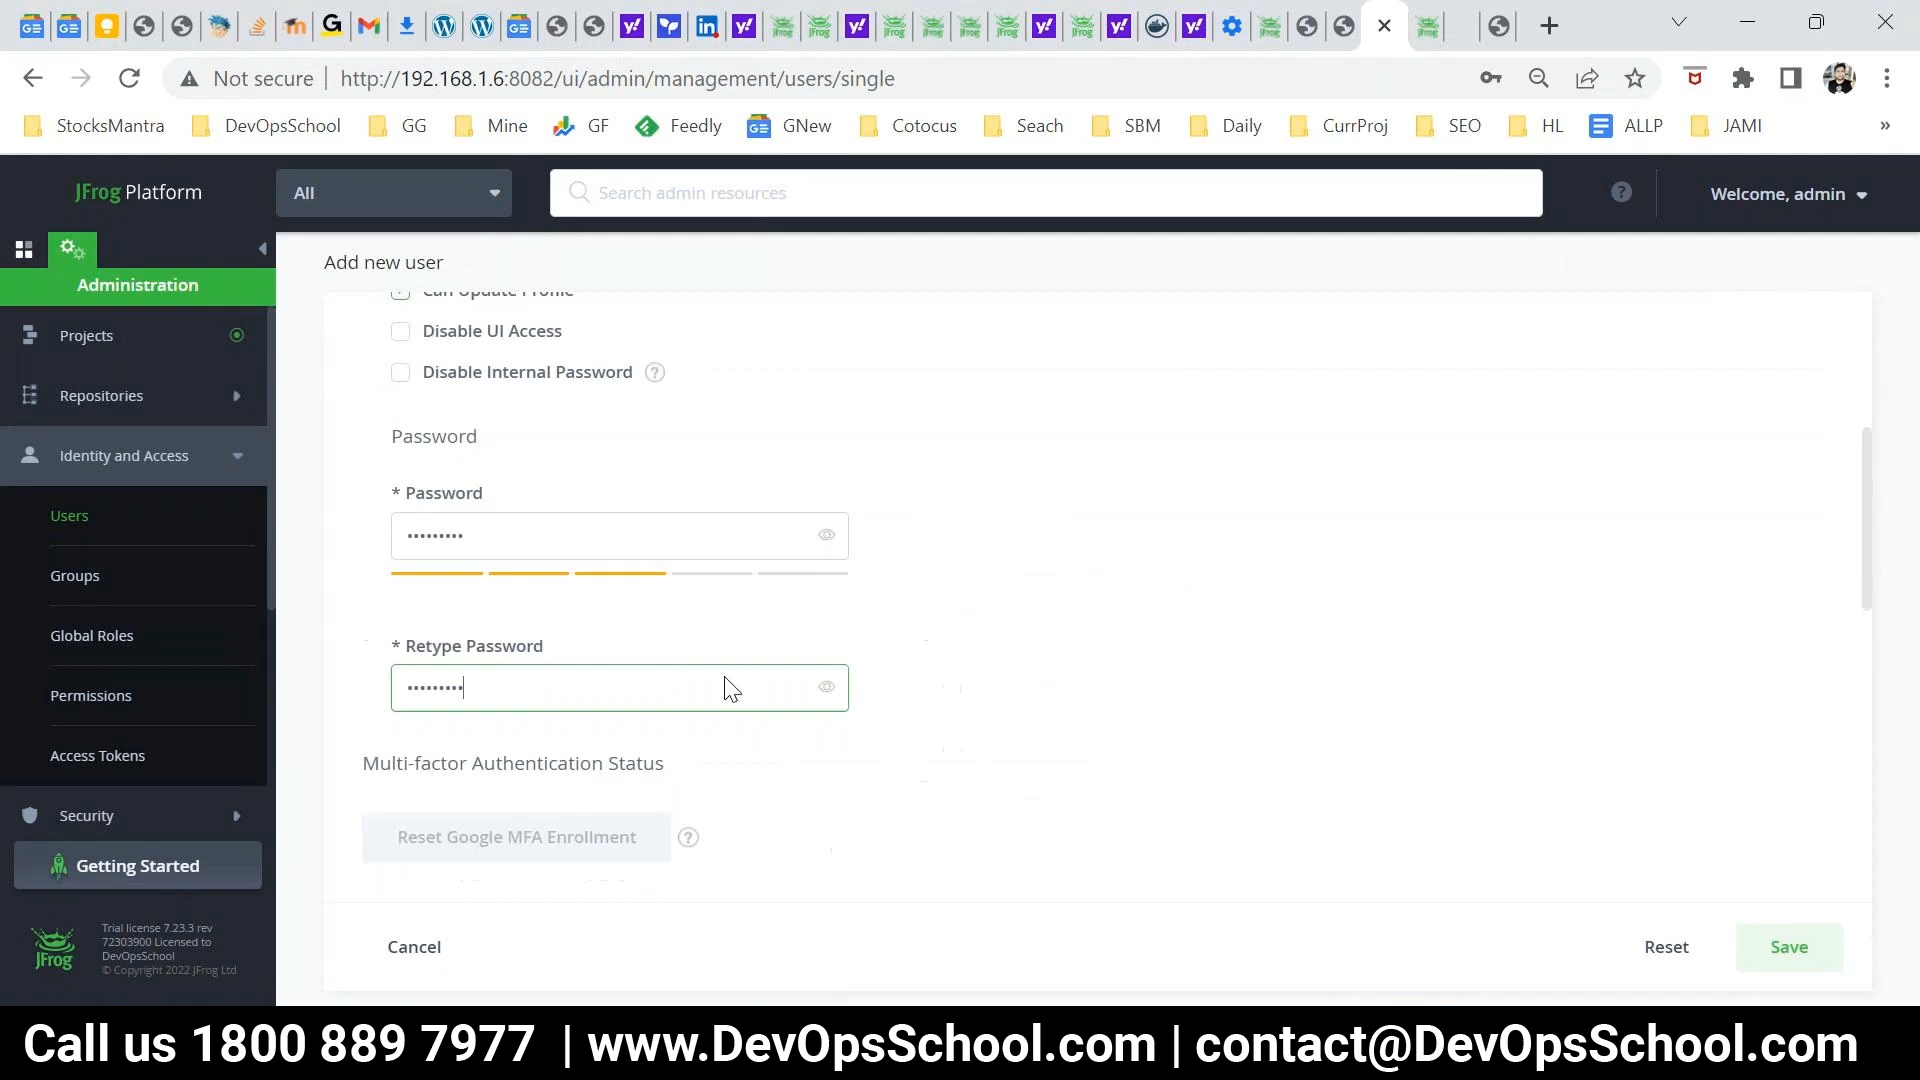 Not secure | http://192.168.1.6:8082/ui/admin/management/users/single
StocksMantra DevOpsSchool GG Mine GF Feedly GNew Cotocus Seach SBM Daily CurrProj SEO HL ALLP JAMI »
JFrog Platform
All
Search admin resources
Welcome, admin
Administration
Projects
Repositories
Identity and Access
Users
Groups
Global Roles
Permissions
Access Tokens
Security
Getting Started
JFrog
Trial license 7.23.3 rev
72303900 Licensed to
DevOpsSchool
© Copyright 2022 JFrog Ltd
Add new user
Can Update Profile
Disable UI Access
Disable Internal Password
Password
* Password
•••••••••
* Retype Password
•••••••••
Multi-factor Authentication Status
Reset Google MFA Enrollment
Cancel
Reset
Save
Call us 1800 889 7977 | www.DevOpsSchool.com | contact@DevOpsSchool.com